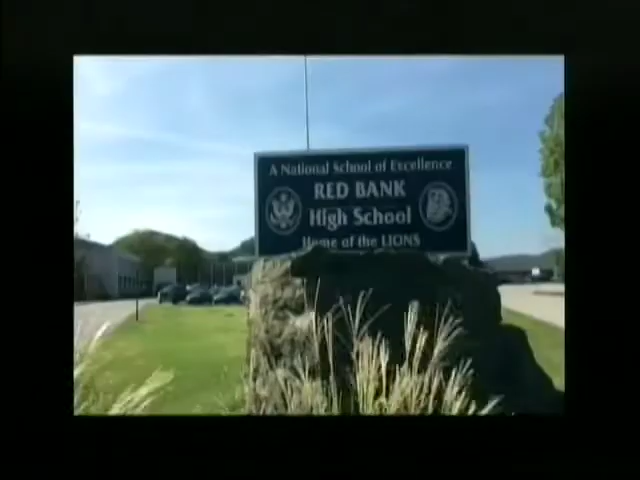 A National School of Excellence
RED BANK
High School
Home of the LIONS